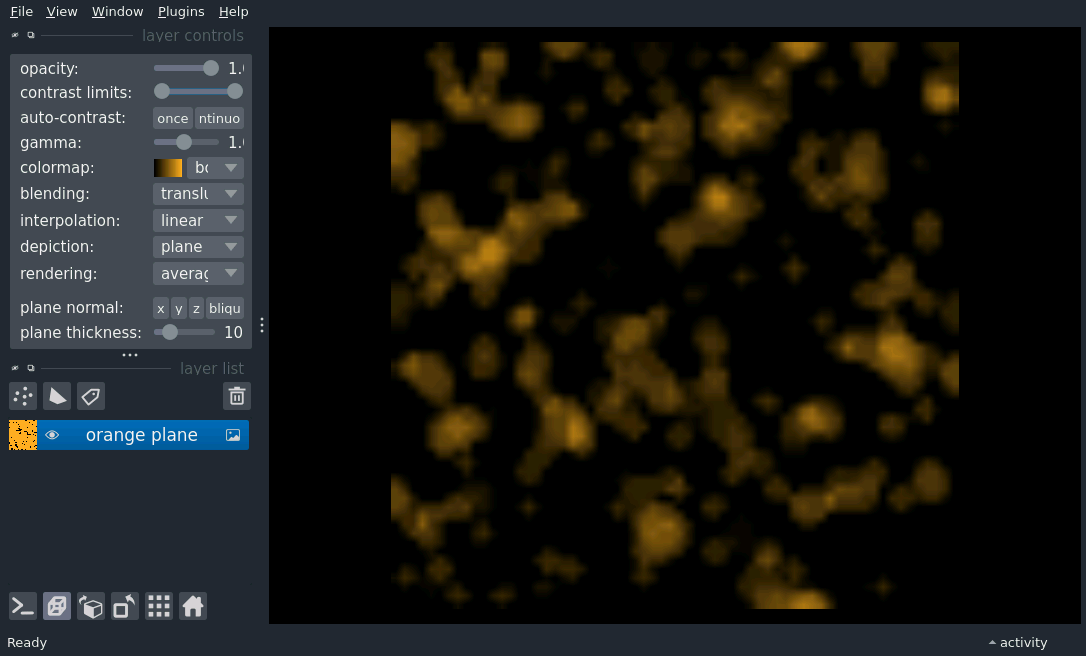 File View Window Plugins Help
layer controls
opacity: 1.
contrast limits:
auto-contrast: once ntinuo
gamma: 1.
colormap: bo
blending: translu
interpolation: linear
depiction: plane
rendering: averag
plane normal: x y z bliqu
plane thickness: 10
layer list
orange plane
Ready activity